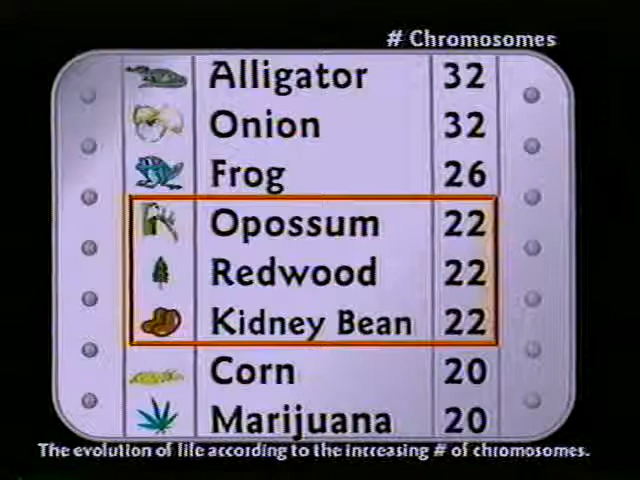 # Chromosomes
Alligator 32
Onion 32
Frog 26
Opossum 22
Redwood 22
Kidney Bean 22
Corn 20
Marijuana 20
The evolution of life according to the increasing # of chromosomes.